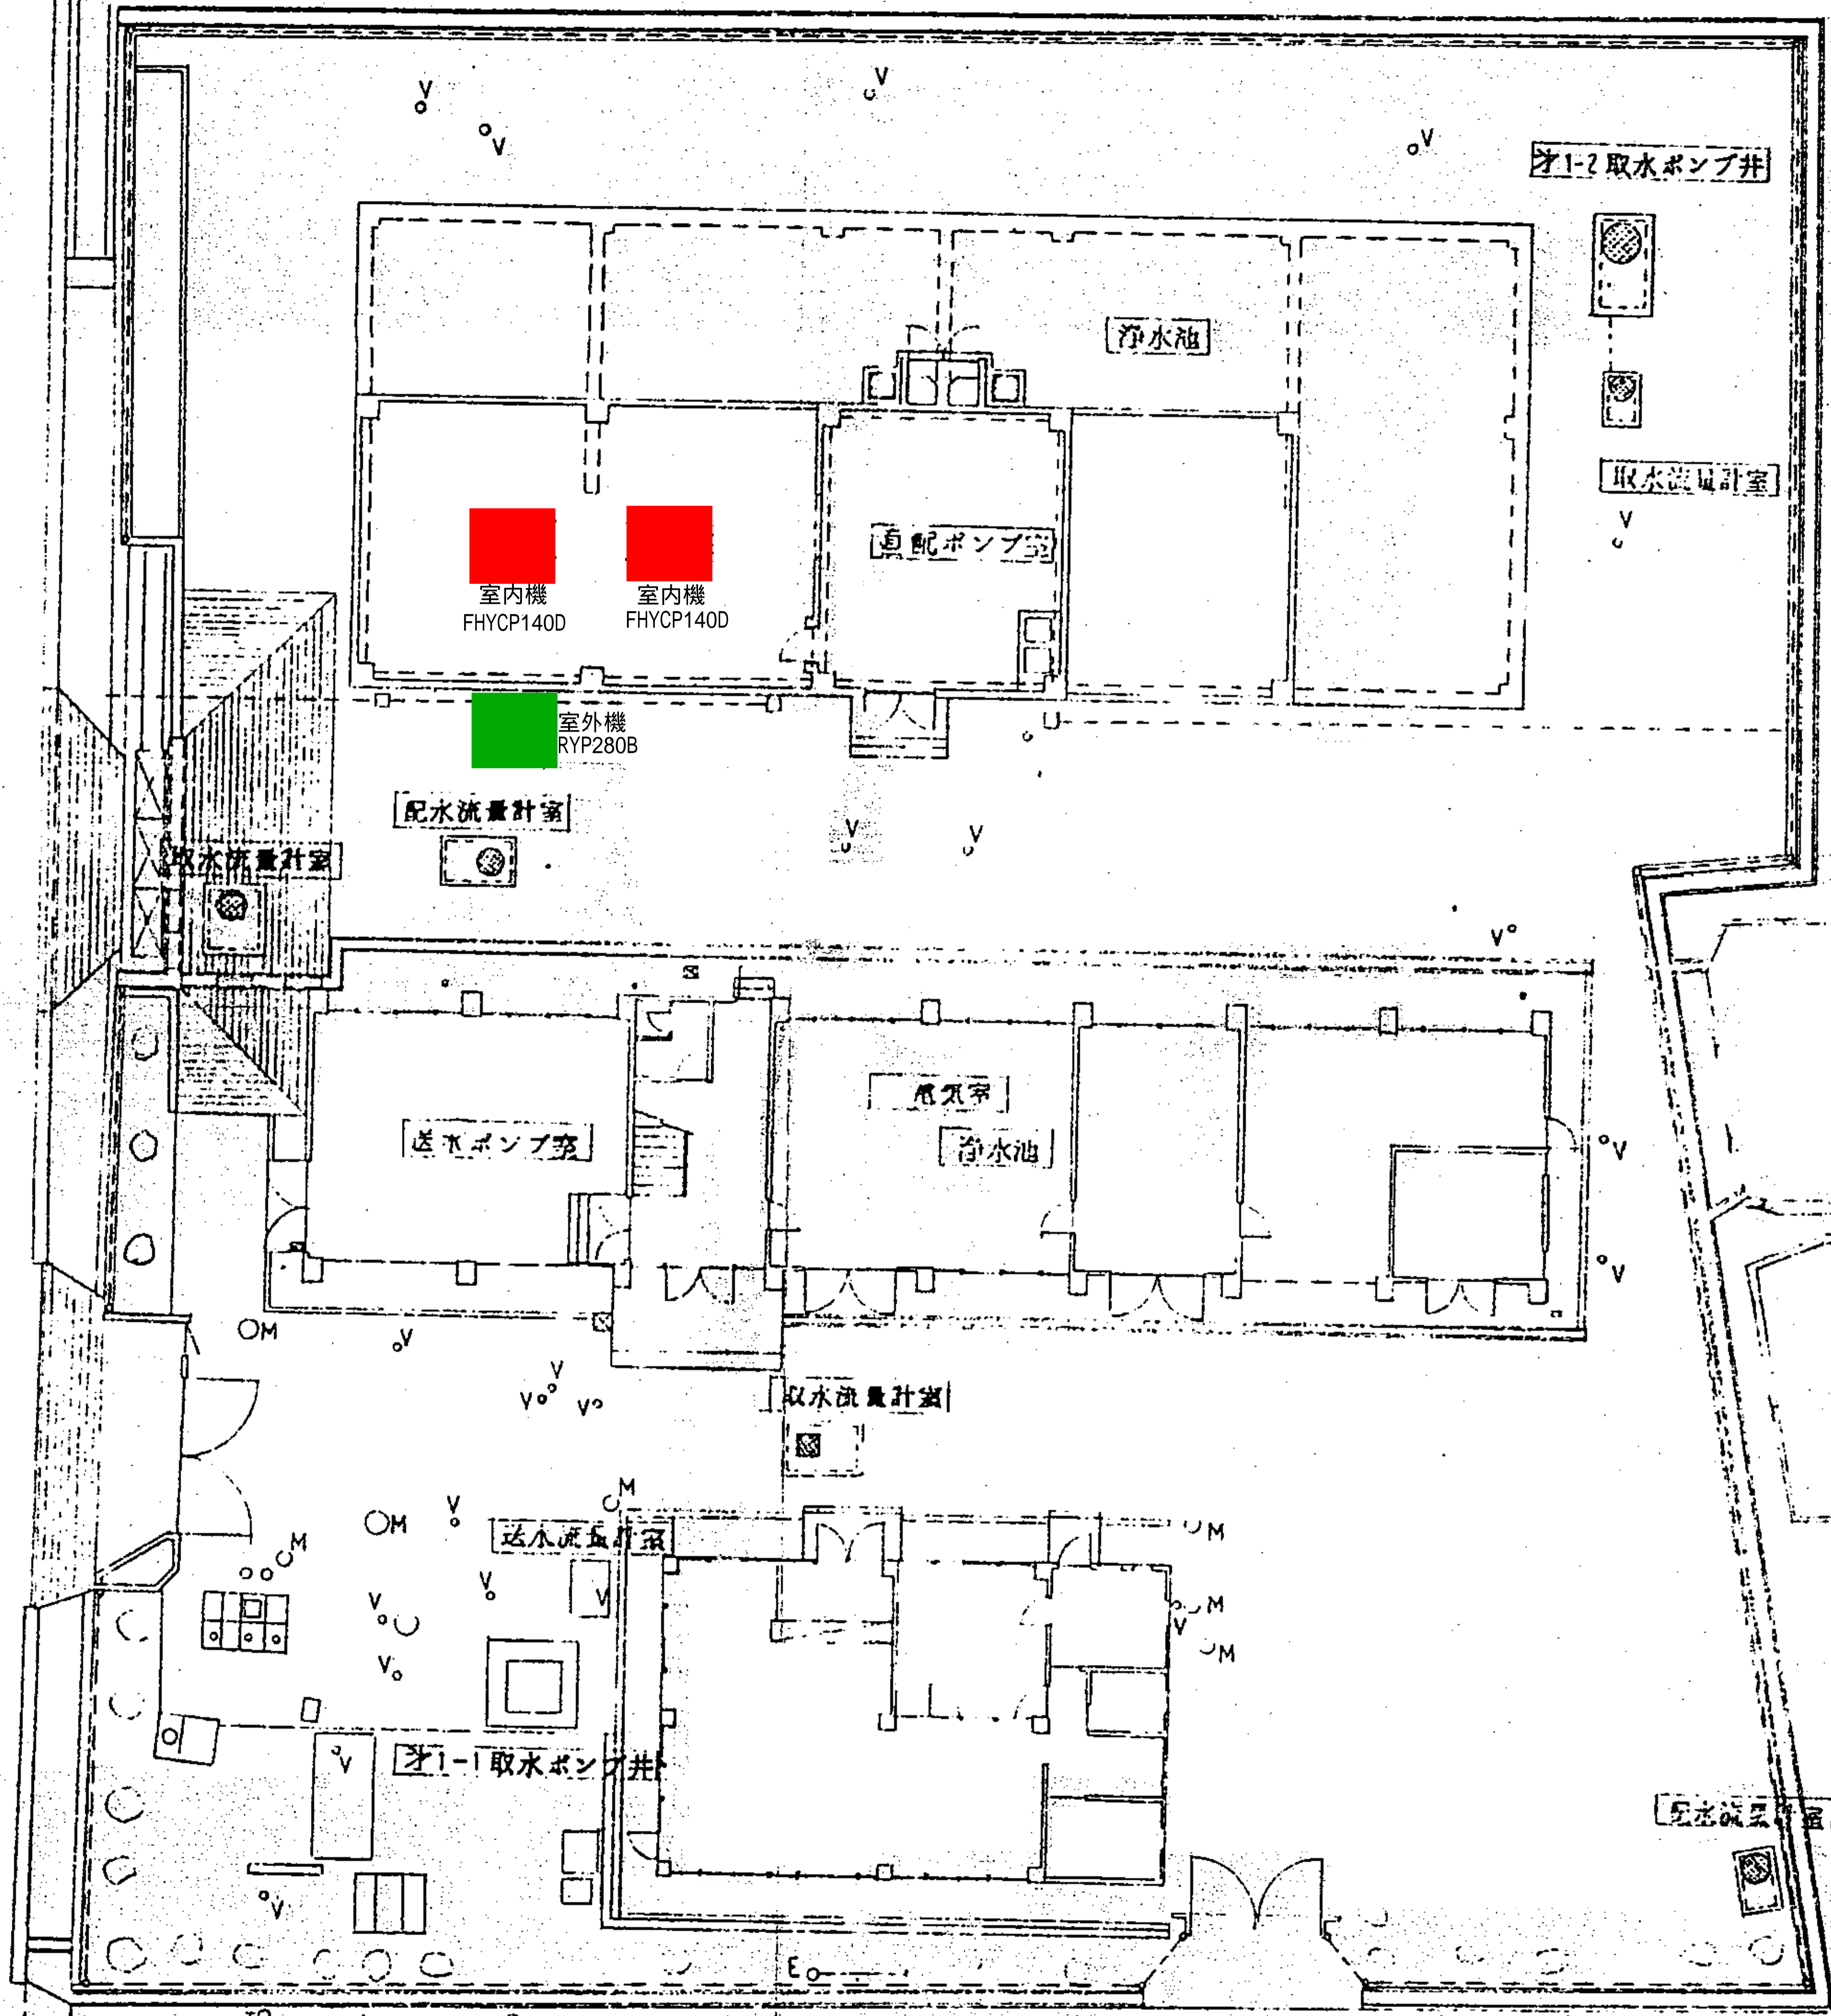 V
V
V
V
才1-2取水ポンプ井
浄水池
取水流量計室
V
直配ポンプ室
室内機
FHYCP140D
室内機
FHYCP140D
室外機
RYP280B
配水流量計室
V
V
取水流量計室
V
電気室
送水ポンプ室
浄水池
V
V
M
V
V
V
V
取水流量計室
M
V
M
M
M
送水流量計室
V
V
V
M
V
M
V
才1-1取水ポンプ井
V
配水流量計室
V
E